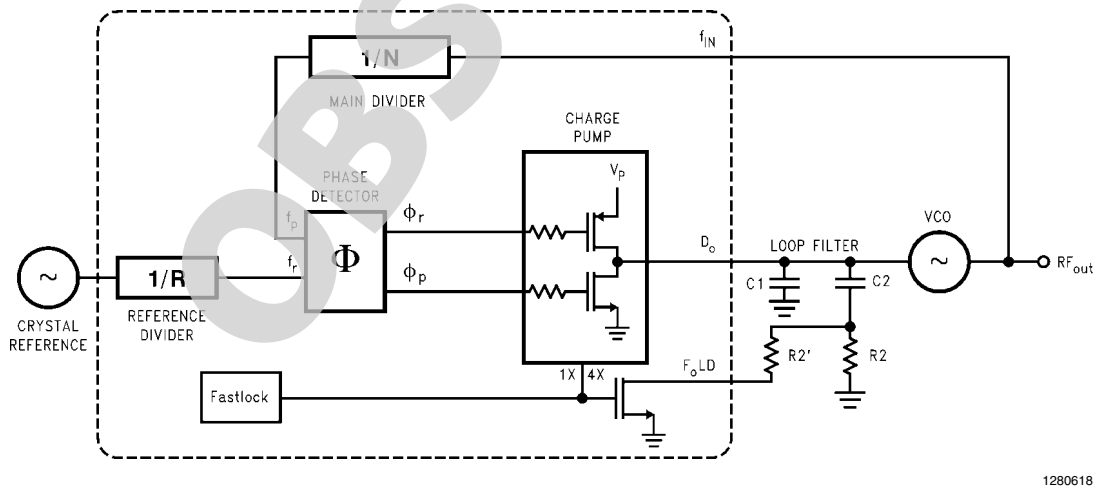 1/N
MAIN DIVIDER
f_IN
CHARGE
PUMP
V_P
PHASE
DETECTOR
f_p
f_r
Φ
ϕ_r
ϕ_p
D_o
LOOP FILTER
VCO
~
RF_out
C1
C2
R2'
R2
~
CRYSTAL
REFERENCE
1/R
REFERENCE
DIVIDER
Fastlock
1X 4X
F_oLD
OBS
1280618